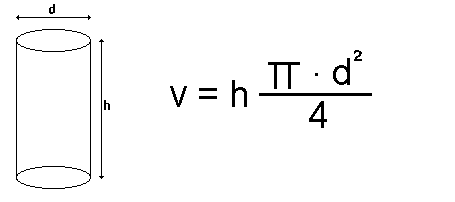 d
h
v = h π · d² / 4